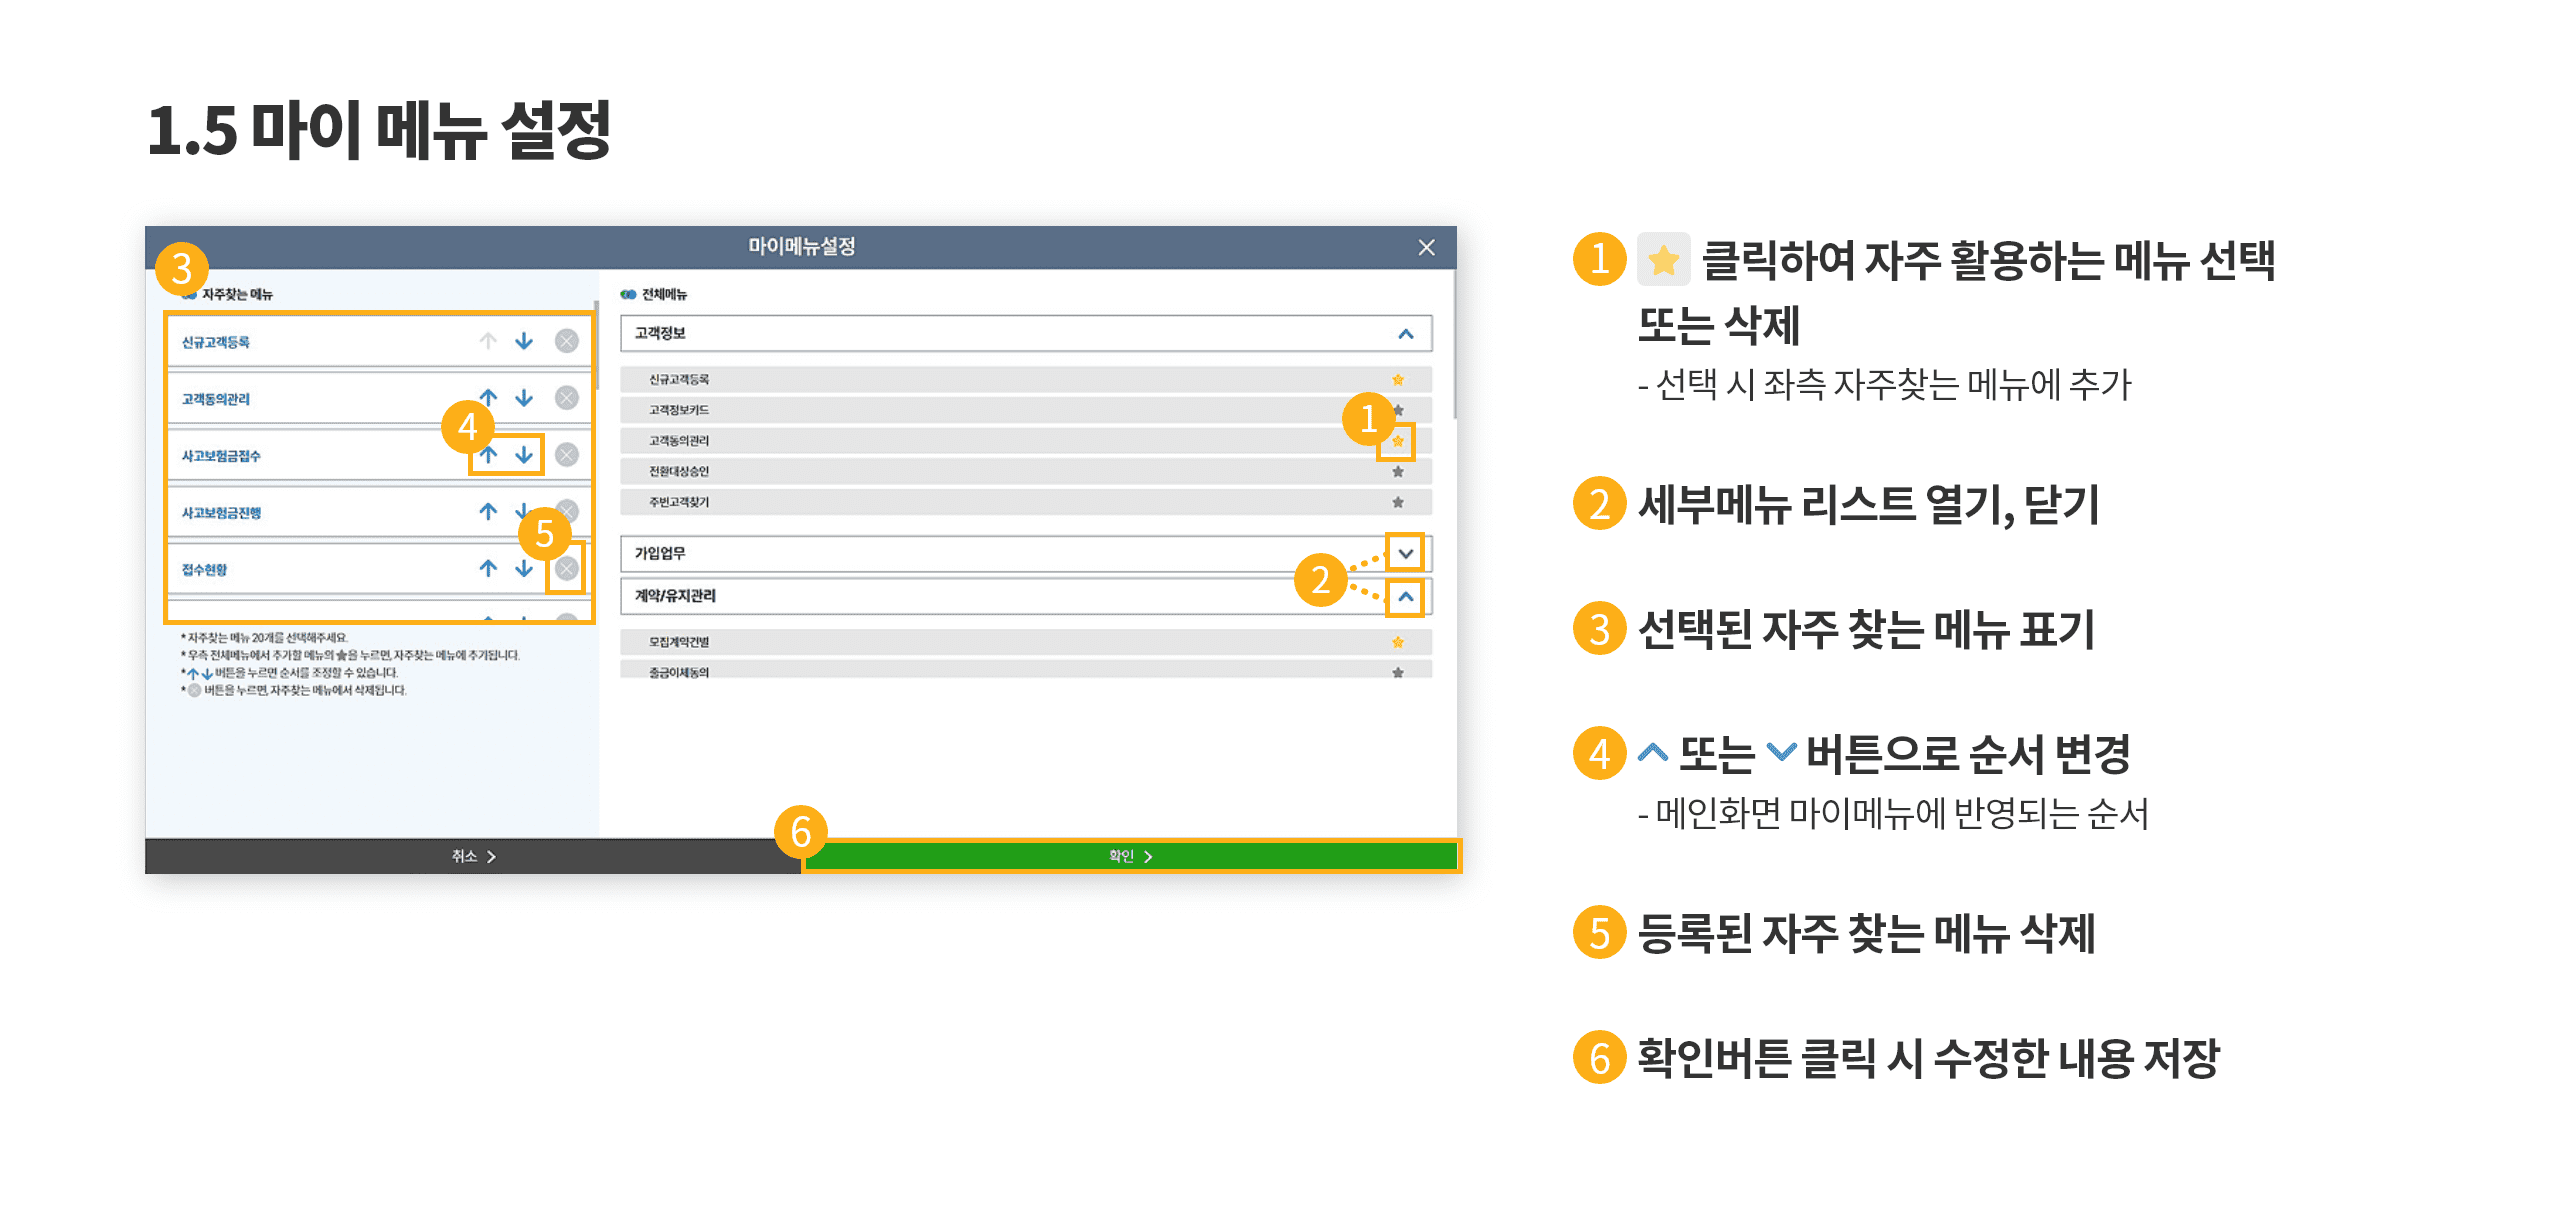 1.5 마이 메뉴 설정
마이메뉴설정
3
자주찾는 메뉴
신규고객등록
고객동의관리
4
사고보험금접수
사고보험금진행
5
접수현황
* 자주찾는 메뉴 20개를 선택해주세요.
* 우측 전체메뉴에서 추가할 메뉴의 ★을 누르면, 자주찾는 메뉴에 추가됩니다.
* ↑↓ 버튼을 누르면 순서를 조정할 수 있습니다.
* ⊗ 버튼을 누르면, 자주찾는 메뉴에서 삭제됩니다.
전체메뉴
고객정보
신규고객등록
고객정보카드
1
고객동의관리
전환대상승인
주변고객찾기
가입업무
2
계약/유지관리
모집계약건별
출금이체동의
취소 >
6
확인 >
1 ★ 클릭하여 자주 활용하는 메뉴 선택
또는 삭제
- 선택 시 좌측 자주찾는 메뉴에 추가
2 세부메뉴 리스트 열기, 닫기
3 선택된 자주 찾는 메뉴 표기
4 ∧ 또는 ∨ 버튼으로 순서 변경
- 메인화면 마이메뉴에 반영되는 순서
5 등록된 자주 찾는 메뉴 삭제
6 확인버튼 클릭 시 수정한 내용 저장